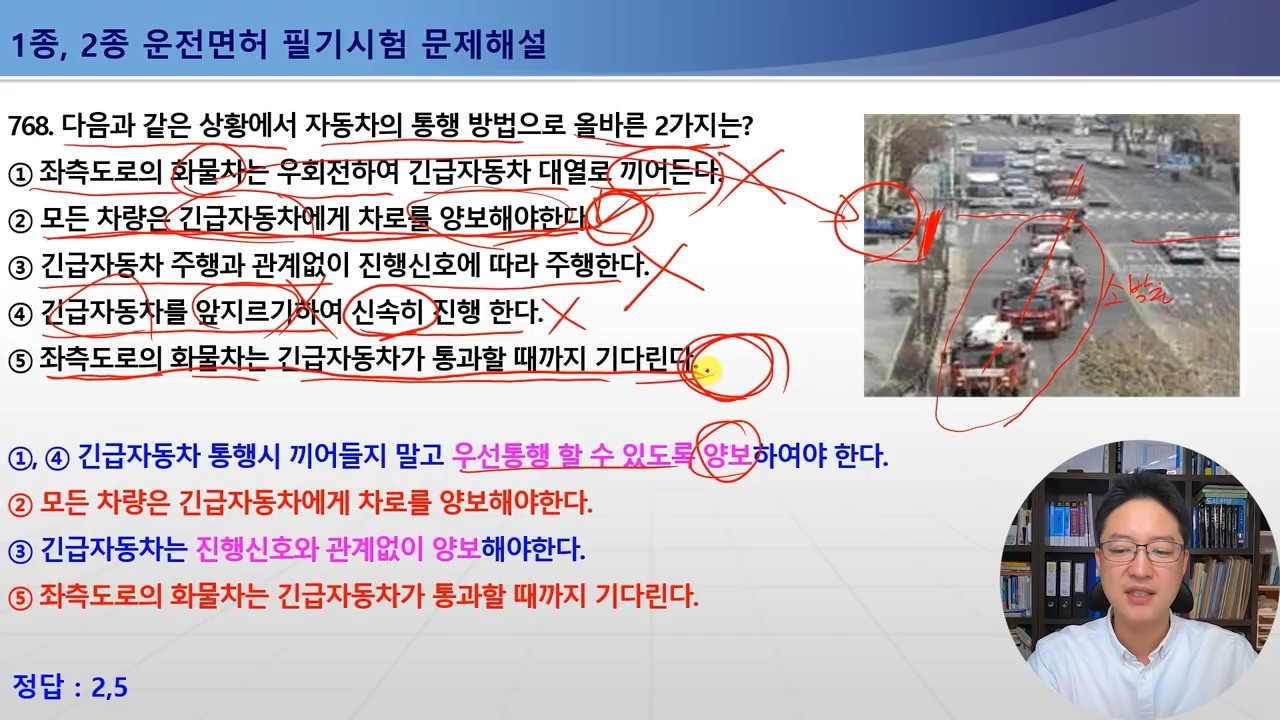 1종, 2종 운전면허 필기시험 문제해설
768. 다음과 같은 상황에서 자동차의 통행 방법으로 올바른 2가지는?
① 좌측도로의 화물차는 우회전하여 긴급자동차 대열로 끼어든다.
② 모든 차량은 긴급자동차에게 차로를 양보해야한다.
③ 긴급자동차 주행과 관계없이 진행신호에 따라 주행한다.
④ 긴급자동차를 앞지르기하여 신속히 진행 한다.
⑤ 좌측도로의 화물차는 긴급자동차가 통과할 때까지 기다린다.
①, ④ 긴급자동차 통행시 끼어들지 말고 우선통행 할 수 있도록 양보하여야 한다.
② 모든 차량은 긴급자동차에게 차로를 양보해야한다.
③ 긴급자동차는 진행신호와 관계없이 양보해야한다.
⑤ 좌측도로의 화물차는 긴급자동차가 통과할 때까지 기다린다.
정답 : 2,5